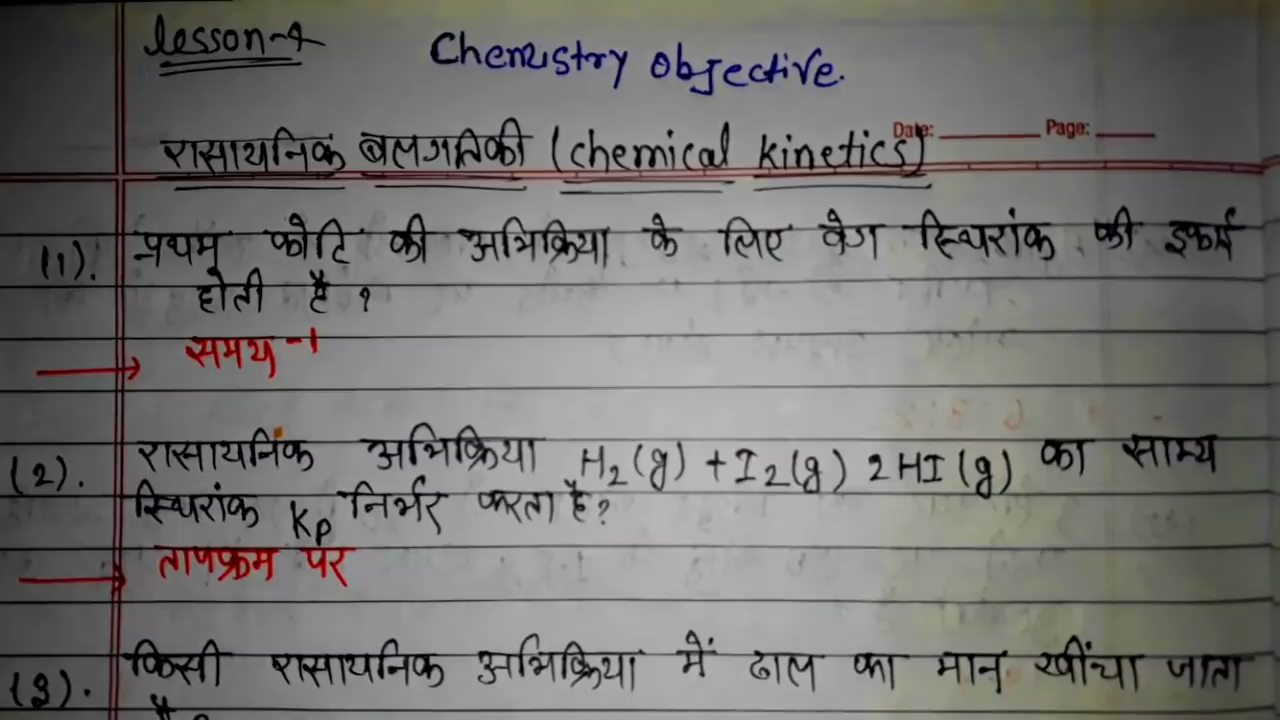 lesson-4
Chemistry objective.
Date: Page:
रासायनिक बलगतिकी (chemical kinetics)
(1). प्रथम कोटि की अभिक्रिया के लिए वेग स्थिरांक की इकाई
होती है ?
→ समय -1
(2). रासायनिक अभिक्रिया H₂(g) + I₂(g) 2HI(g) का साम्य
स्थिरांक Kp निर्भर करता है?
→ तापक्रम पर
(3). किसी रासायनिक अभिक्रिया में ढाल का मान खींचा जाता